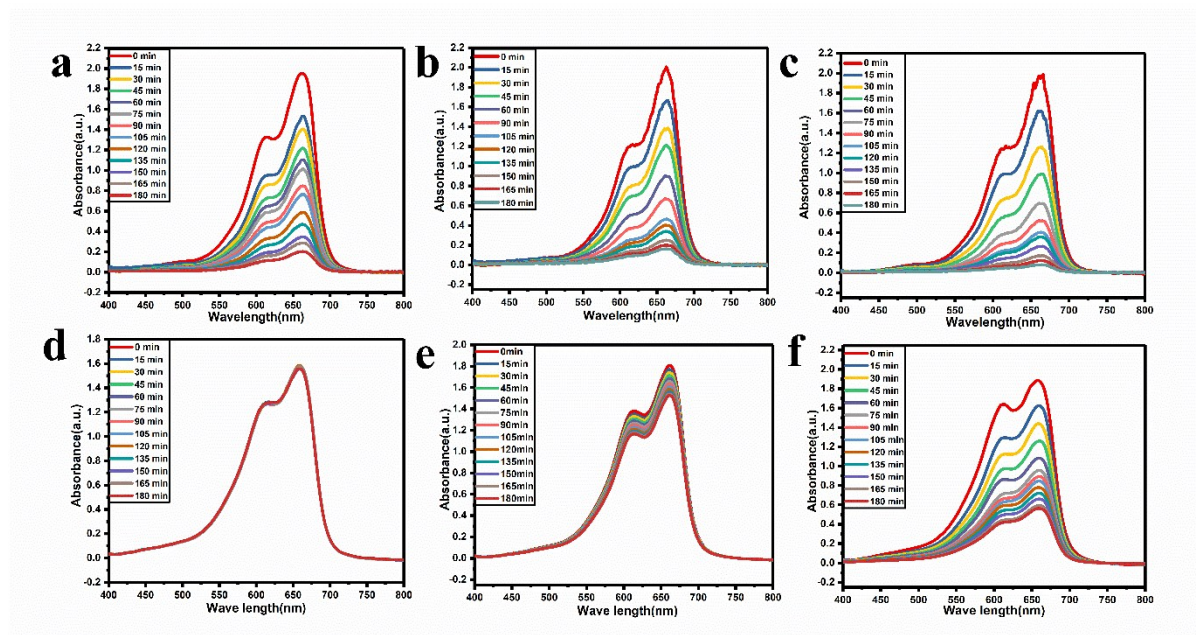 a
Absorbance(a.u.)
2.2
2.0
1.8
1.6
1.4
1.2
1.0
0.8
0.6
0.4
0.2
0.0
-0.2
0 min
15 min
30 min
45 min
60 min
75 min
90 min
105 min
120 min
135 min
150 min
165 min
180 min
400 450 500 550 600 650 700 750 800
Wavelength(nm)
b
Absorbance(a.u.)
2.2
2.0
1.8
1.6
1.4
1.2
1.0
0.8
0.6
0.4
0.2
0.0
-0.2
0 min
15 min
30 min
45 min
60 min
90 min
105 min
120 min
135 min
150 min
165 min
180 min
400 450 500 550 600 650 700 750 800
Wavelength(nm)
c
Absorbance(a.u.)
2.2
2.0
1.8
1.6
1.4
1.2
1.0
0.8
0.6
0.4
0.2
0.0
-0.2
0 min
15 min
30 min
45 min
60 min
75 min
90 min
105 min
120 min
135 min
150 min
165 min
180 min
400 450 500 550 600 650 700 750 800
Wavelength(nm)
d
Absorbance(a.u.)
1.8
1.6
1.4
1.2
1.0
0.8
0.6
0.4
0.2
0.0
-0.2
0 min
15 min
30 min
45 min
60 min
75 min
90 min
105 min
120 min
135 min
150 min
165 min
180 min
400 450 500 550 600 650 700 750 800
Wave length(nm)
e
Absorbance(a.u.)
2.0
1.8
1.6
1.4
1.2
1.0
0.8
0.6
0.4
0.2
0.0
-0.2
0min
15min
30min
45min
60min
75min
90min
105min
120min
135min
150min
165min
180min
400 450 500 550 600 650 700 750 800
Wave length(nm)
f
Absorbance(a.u.)
2.2
2.0
1.8
1.6
1.4
1.2
1.0
0.8
0.6
0.4
0.2
0.0
-0.2
0 min
15 min
30 min
45 min
60 min
75 min
90 min
105 min
120 min
135 min
150 min
165 min
180 min
400 450 500 550 600 650 700 750 800
Wave length(nm)